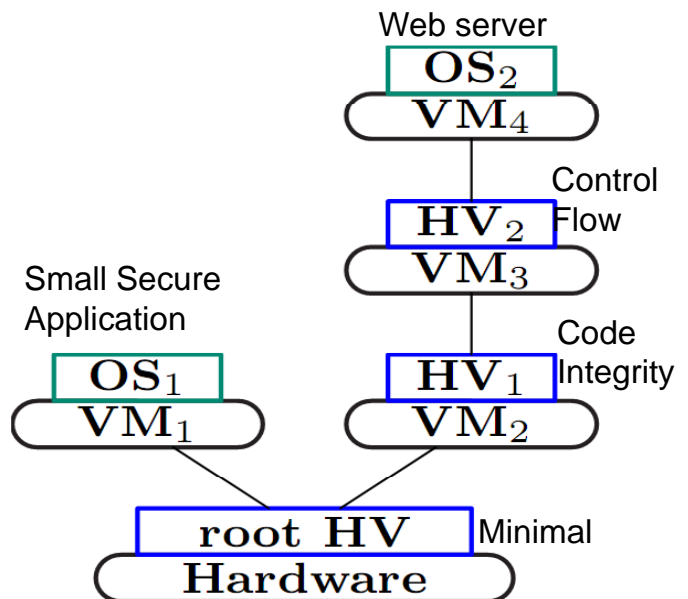 Web server
OS₂
VM₄
Control
Flow
HV₂
VM₃
Small Secure
Application
Code
Integrity
OS₁
HV₁
VM₁
VM₂
root HV
Minimal
Hardware